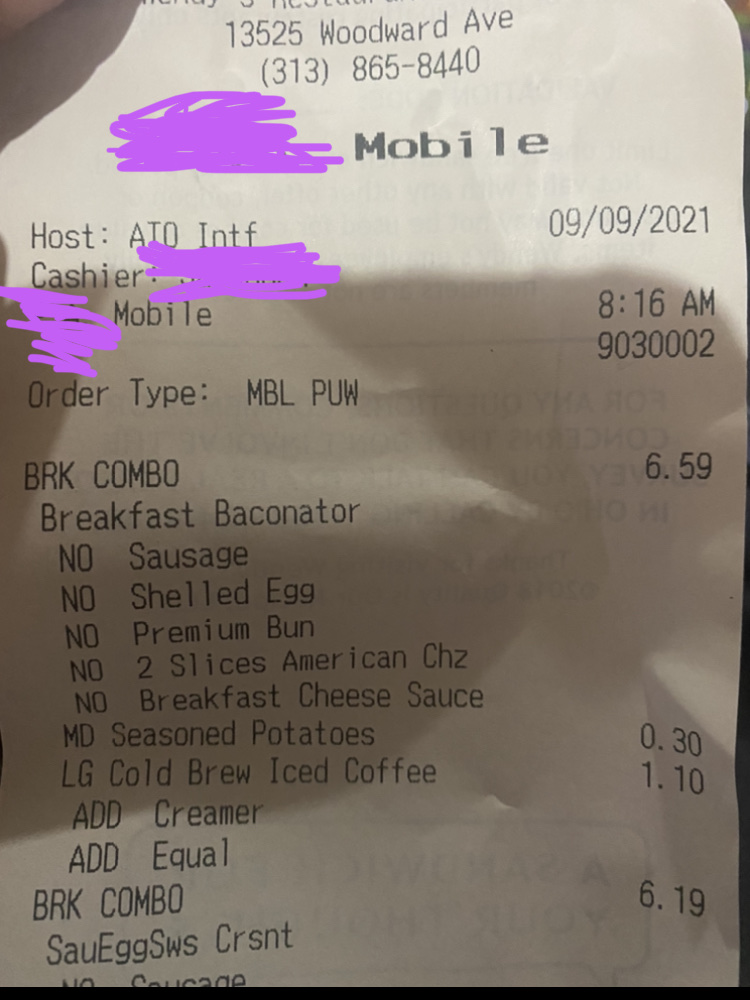 13525 Woodward Ave
(313) 865-8440
Mobile
Host: ATO Intf 09/09/2021
Cashier:
Mobile 8:16 AM
9030002
Order Type: MBL PUW
BRK COMBO 6.59
Breakfast Baconator
NO Sausage
NO Shelled Egg
NO Premium Bun
NO 2 Slices American Chz
NO Breakfast Cheese Sauce
MD Seasoned Potatoes 0.30
LG Cold Brew Iced Coffee 1.10
ADD Creamer
ADD Equal
BRK COMBO 6.19
SauEggSws Crsnt
NO Sausage